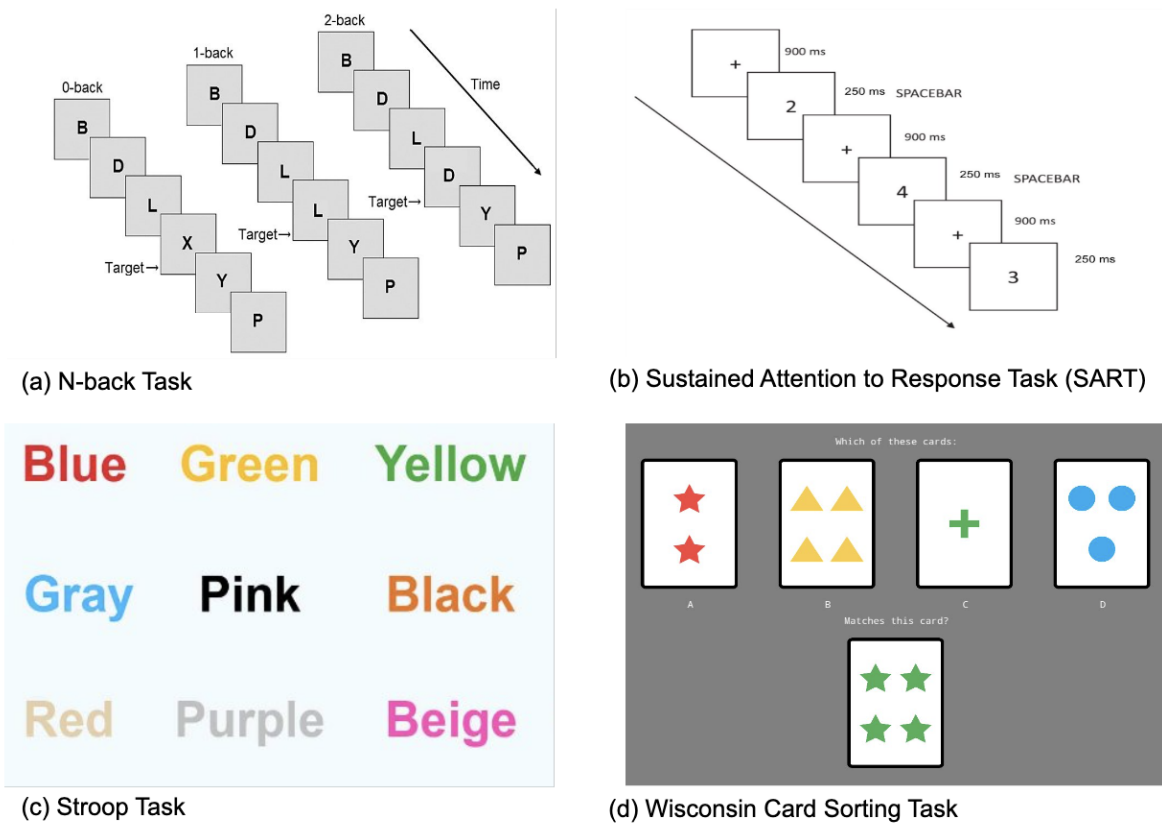 2-back
1-back
0-back
B
D
L
D
Y
P
Time
Target→
B
D
L
L
Y
P
Target→
B
D
L
X
Y
P
Target→
(a) N-back Task
+
900 ms
2
250 ms SPACEBAR
+
900 ms
4
250 ms SPACEBAR
+
900 ms
3
250 ms
(b) Sustained Attention to Response Task (SART)
Blue Green Yellow
Gray Pink Black
Red Purple Beige
(c) Stroop Task
Which of these cards:
A B C D
Matches this card?
(d) Wisconsin Card Sorting Task